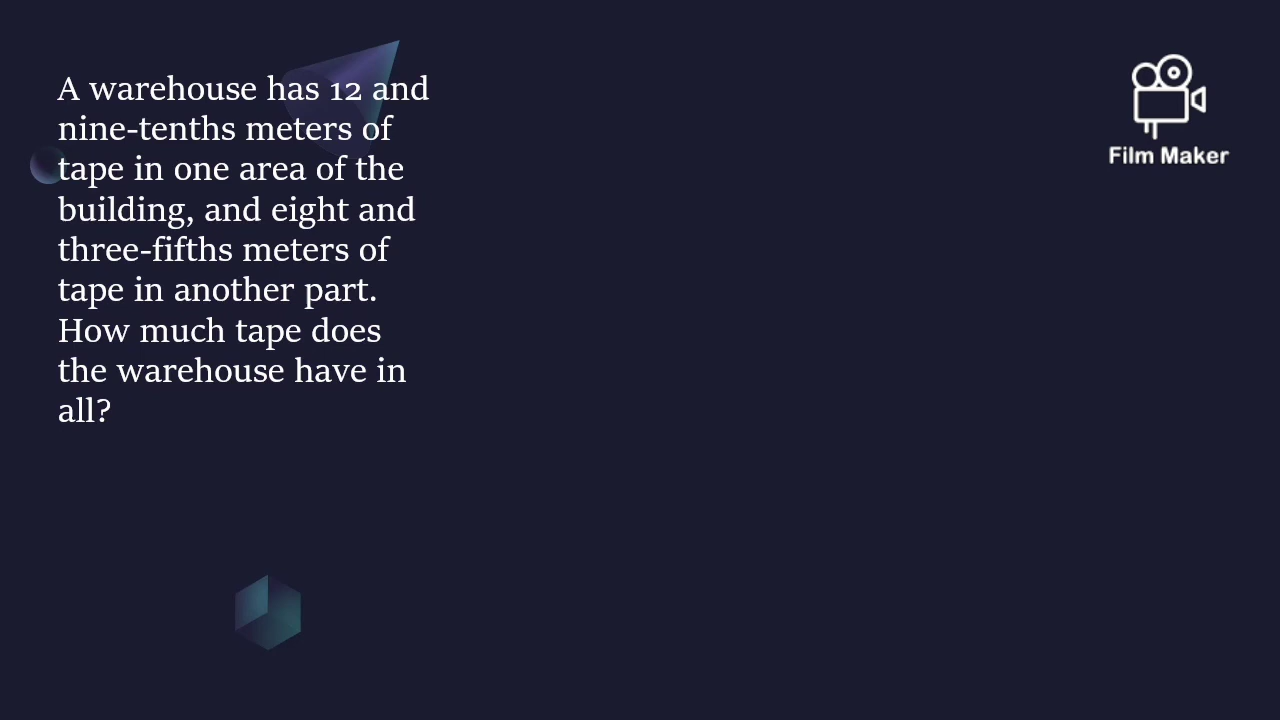 A warehouse has 12 and
nine-tenths meters of
tape in one area of the
building, and eight and
three-fifths meters of
tape in another part.
How much tape does
the warehouse have in
all?
Film Maker